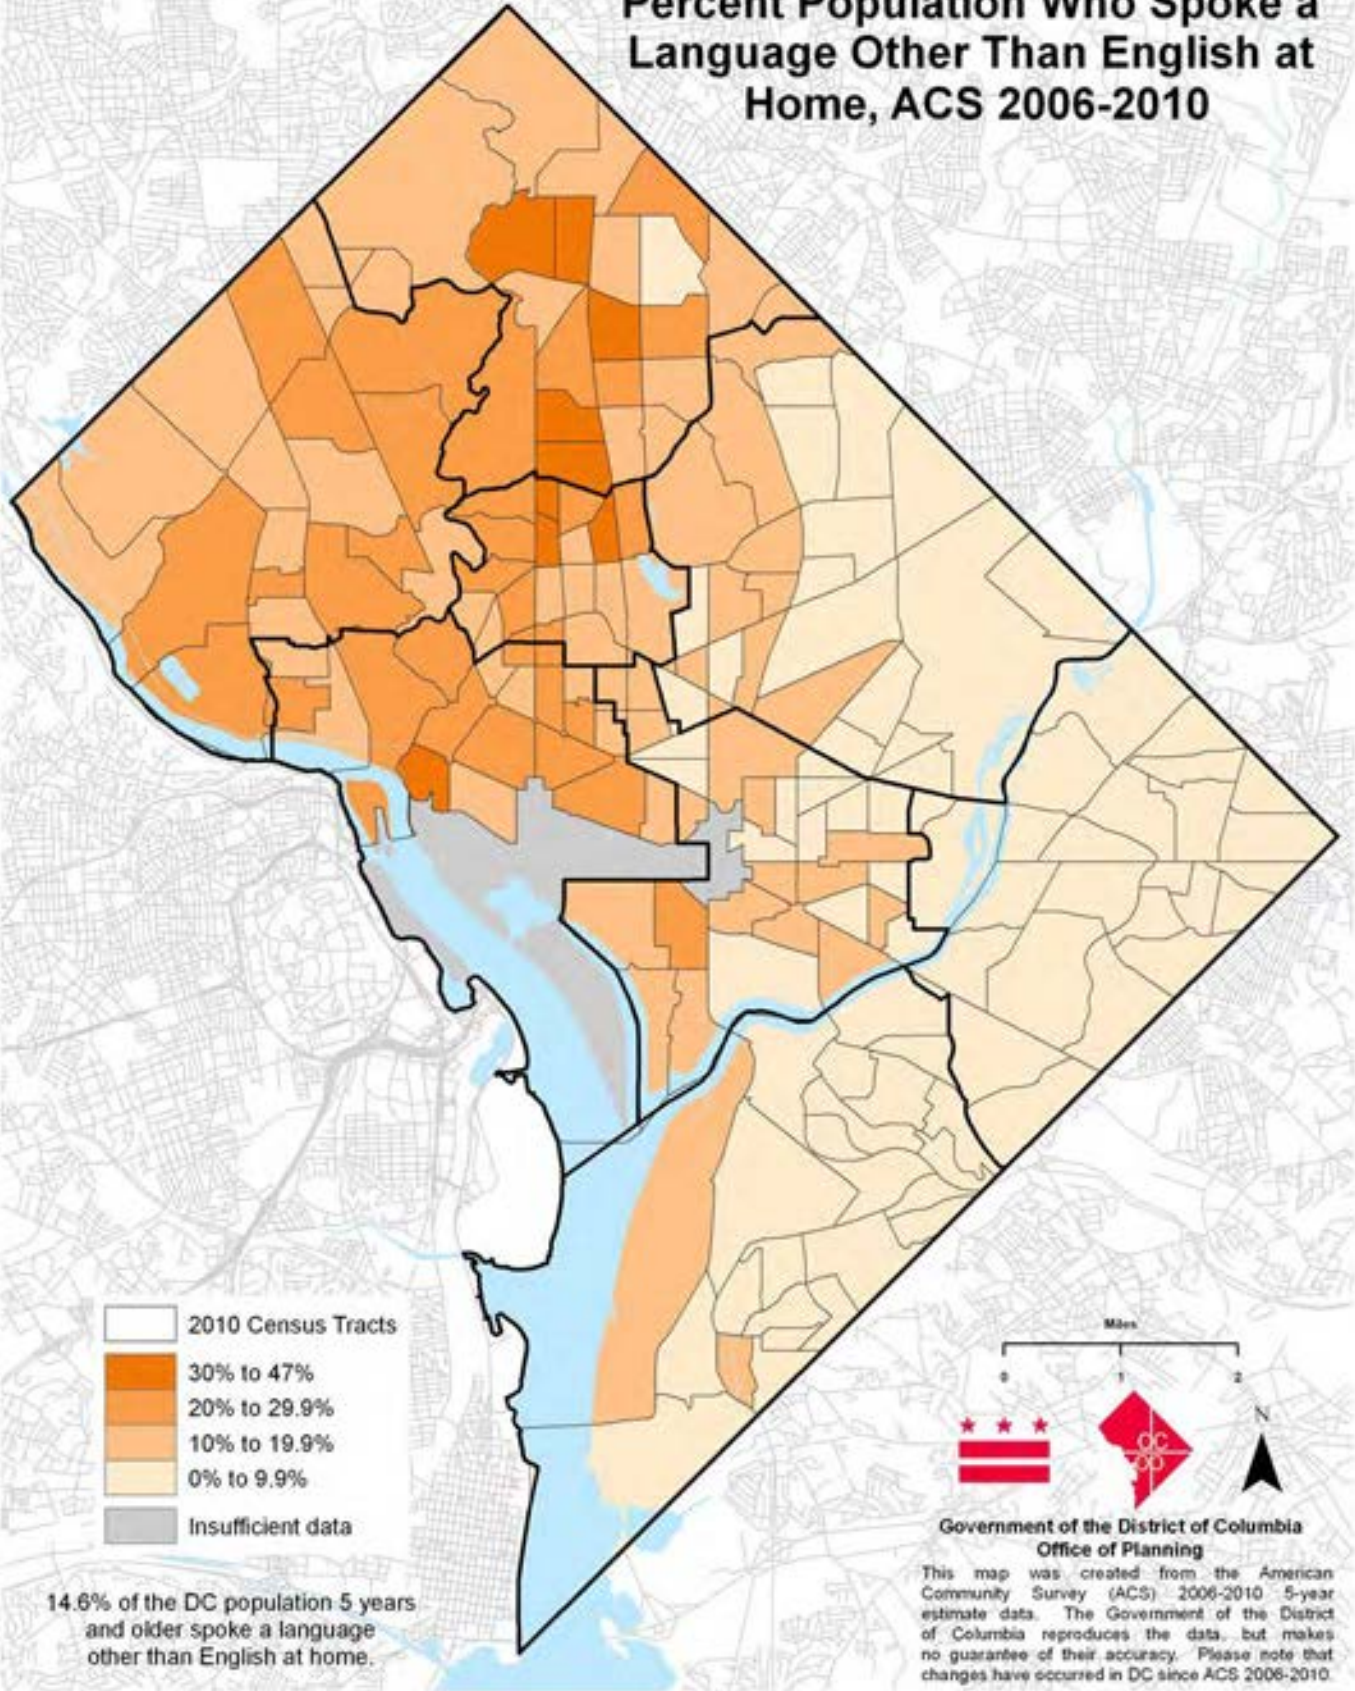 Percent Population Who Spoke a
Language Other Than English at
Home, ACS 2006-2010
2010 Census Tracts
30% to 47%
20% to 29.9%
10% to 19.9%
0% to 9.9%
Insufficient data
14.6% of the DC population 5 years
and older spoke a language
other than English at home.
Miles
0 1 2
N
DC
OP
Government of the District of Columbia
Office of Planning
This map was created from the American
Community Survey (ACS) 2006-2010 5-year
estimate data. The Government of the District
of Columbia reproduces the data, but makes
no guarantee of their accuracy. Please note that
changes have occurred in DC since ACS 2006-2010.